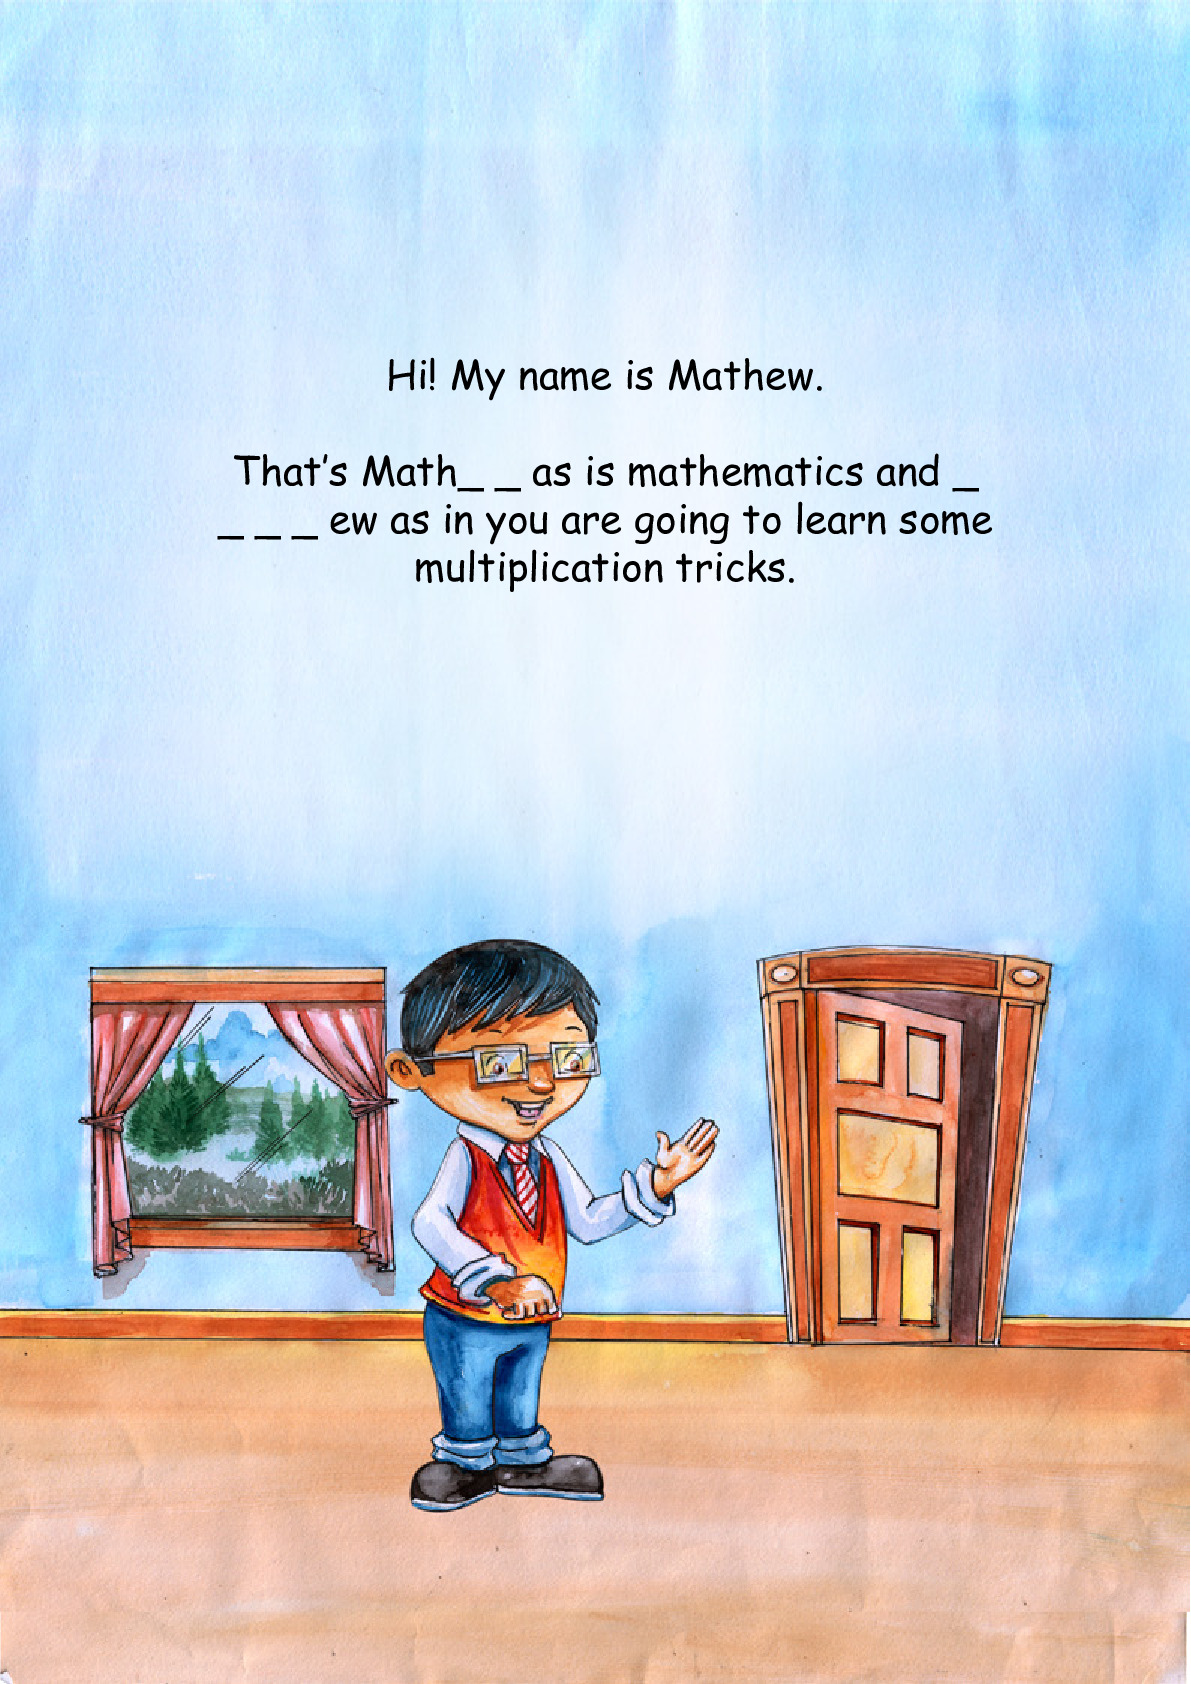 Hi! My name is Mathew.
That's Math_ _ as is mathematics and _
_ _ _ ew as in you are going to learn some
multiplication tricks.